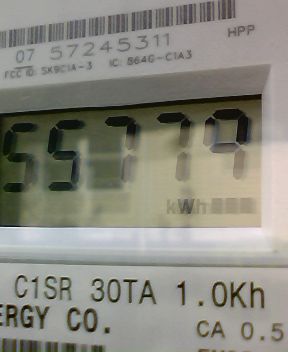 07 57245311 HPP
FCC ID: SK9C1A-3 IC: 864G-C1A3
55779
kWh
C1SR 30TA 1.0Kh
ERGY CO.
CA 0.5